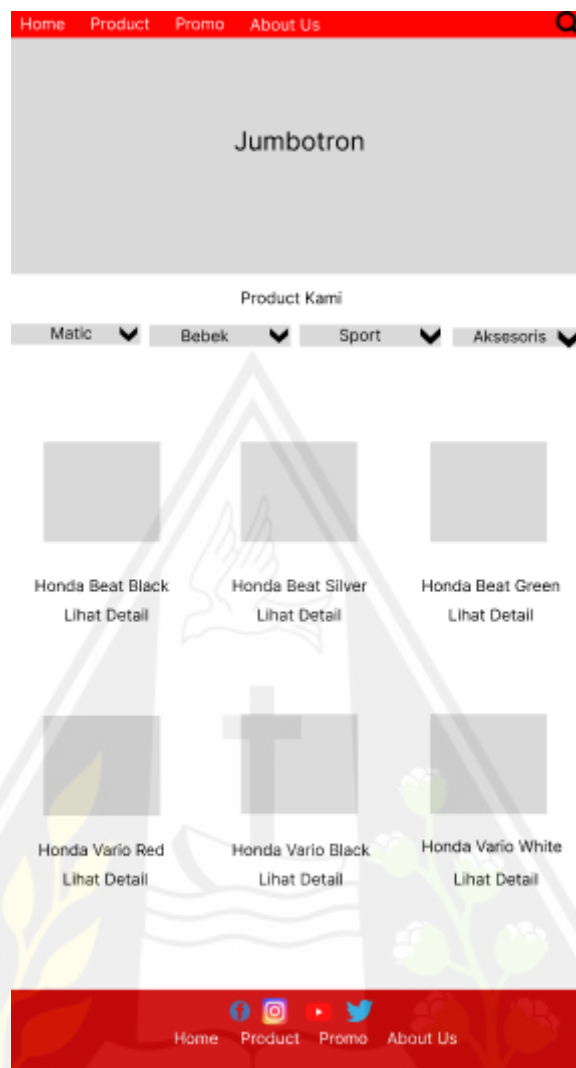 Home Product Promo About Us
Jumbotron
Product Kami
Matic Bebek Sport Aksesoris
Honda Beat Black Honda Beat Silver Honda Beat Green
Lihat Detail Lihat Detail Lihat Detail
Honda Vario Red Honda Vario Black Honda Vario White
Lihat Detail Lihat Detail Lihat Detail
Home Product Promo About Us